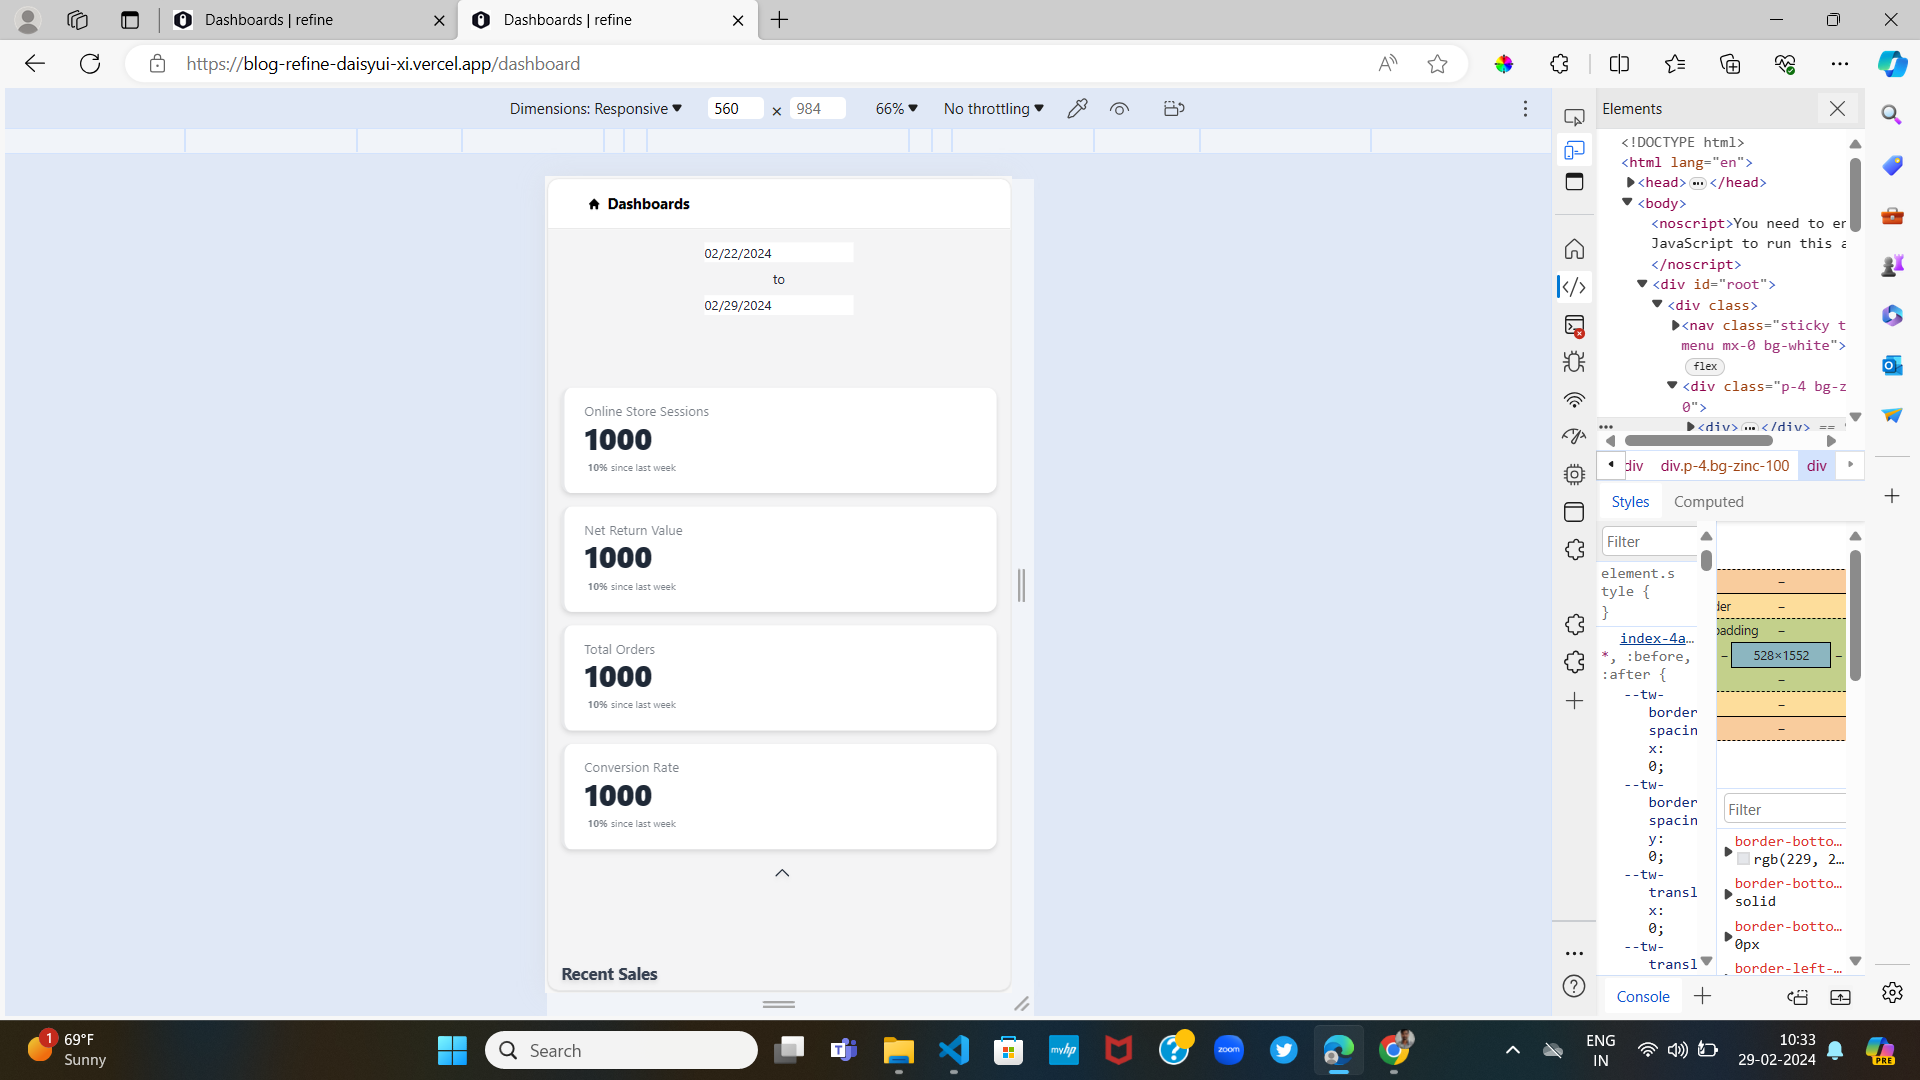 Dashboards | refine
Dashboards | refine
https://blog-refine-daisyui-xi.vercel.app/dashboard
Dimensions: Responsive
560
×
984
66%
No throttling
Elements
Dashboards
02/22/2024
to
02/29/2024
Online Store Sessions
1000
10% since last week
Net Return Value
1000
10% since last week
Total Orders
1000
10% since last week
Conversion Rate
1000
10% since last week
Recent Sales
<!DOCTYPE html>
<html lang="en">
<head> ••• </head>
<body>
<noscript>You need to er
JavaScript to run this a
</noscript>
<div id="root">
<div class>
<nav class="sticky t
menu mx-0 bg-white">
flex
<div class="p-4 bg-z
0">
••• <div> ••• </div> ==
div div.p-4.bg-zinc-100 div
Styles Computed
Filter
element.s
tyle {
}
index-4a…
*, :before,
:after {
--tw-
border
spacin
x:
0;
--tw-
border
spacin
y:
0;
--tw-
transl
x:
0;
--tw-
transl
–
der –
padding –
– 528×1552 –
–
–
–
Filter
border-botto…
rgb(229, 2…
border-botto…
solid
border-botto…
0px
border-left-…
Console
1
69°F
Sunny
Search
myhp
zoom
ENG
IN
10:33
29-02-2024
PRE